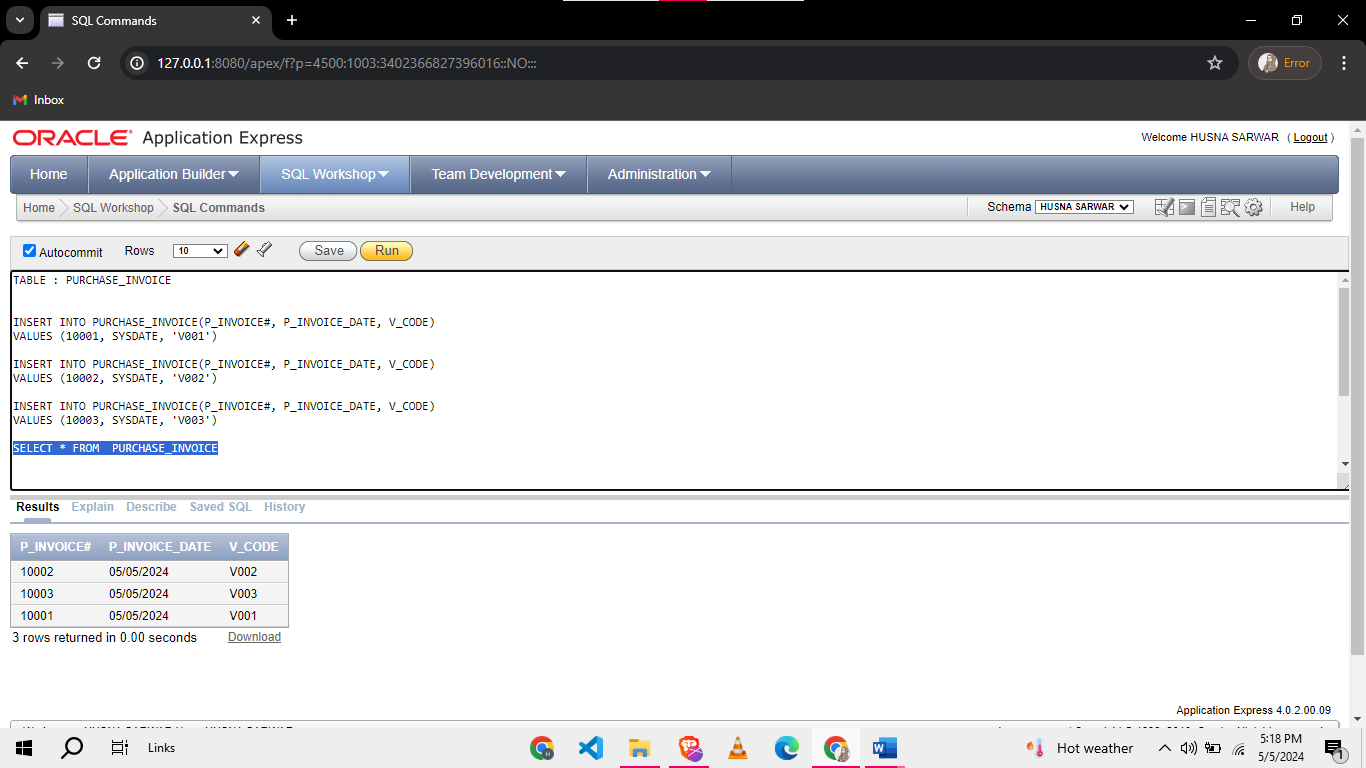 SQL Commands
127.0.0.1:8080/apex/f?p=4500:1003:3402366827396016::NO:::
Error
Inbox
ORACLE Application Express
Welcome HUSNA SARWAR ( Logout )
Home Application Builder SQL Workshop Team Development Administration
Home SQL Workshop SQL Commands Schema HUSNA SARWAR Help
Autocommit Rows 10 Save Run
TABLE : PURCHASE_INVOICE
INSERT INTO PURCHASE_INVOICE(P_INVOICE#, P_INVOICE_DATE, V_CODE)
VALUES (10001, SYSDATE, 'V001')
INSERT INTO PURCHASE_INVOICE(P_INVOICE#, P_INVOICE_DATE, V_CODE)
VALUES (10002, SYSDATE, 'V002')
INSERT INTO PURCHASE_INVOICE(P_INVOICE#, P_INVOICE_DATE, V_CODE)
VALUES (10003, SYSDATE, 'V003')
SELECT * FROM  PURCHASE_INVOICE
Results Explain Describe Saved SQL History
P_INVOICE# P_INVOICE_DATE V_CODE
10002 05/05/2024 V002
10003 05/05/2024 V003
10001 05/05/2024 V001
3 rows returned in 0.00 seconds Download
Application Express 4.0.2.00.09
Links Hot weather 5:18 PM
5/5/2024 1